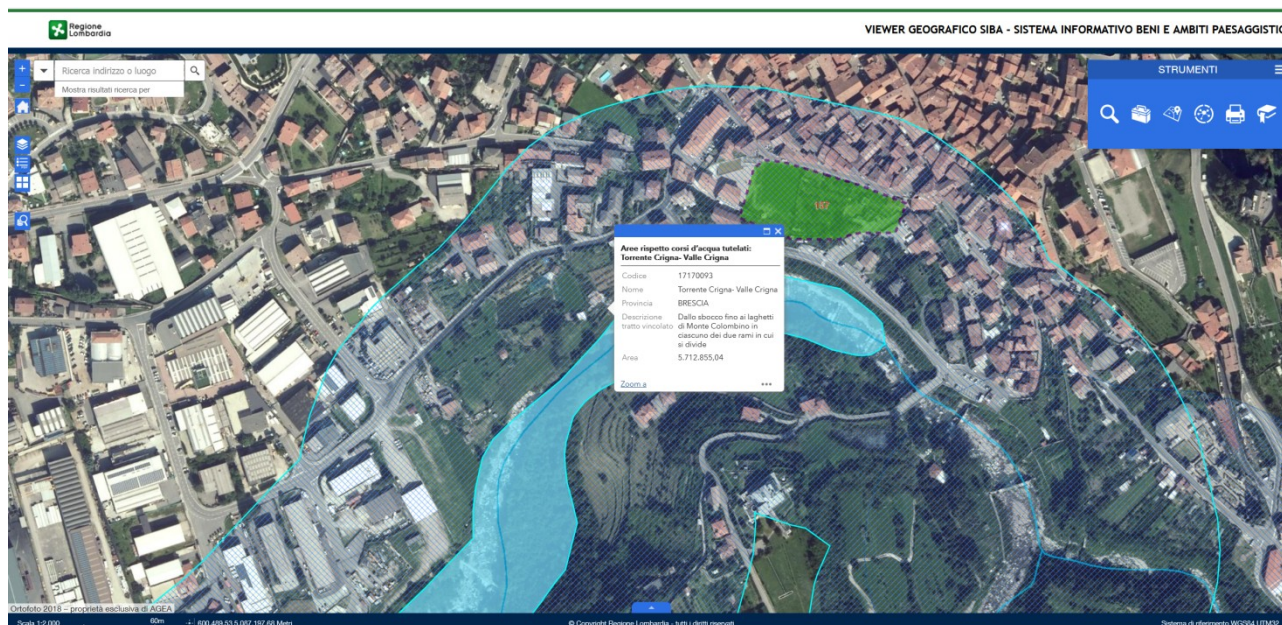 Regione
Lombardia
VIEWER GEOGRAFICO SIBA - SISTEMA INFORMATIVO BENI E AMBITI PAESAGGISTIC
Ricerca indirizzo o luogo
Mostra risultati ricerca per
STRUMENTI
Aree rispetto corsi d'acqua tutelati:
Torrente Crigna- Valle Crigna
Codice 17170093
Nome Torrente Crigna- Valle Crigna
Provincia BRESCIA
Descrizione tratto vincolato Dallo sbocco fino ai laghetti
di Monte Colombino in
ciascuno dei due rami in cui
si divide
Area 5.712.855,04
Zoom a
Ortofoto 2018 – proprietà esclusiva di AGEA
Scala 1:2.000
60m
600.489,53 5.087.197,68 Metri
© Copyright Regione Lombardia - tutti i diritti riservati
Sistema di riferimento WGS84 UTM32